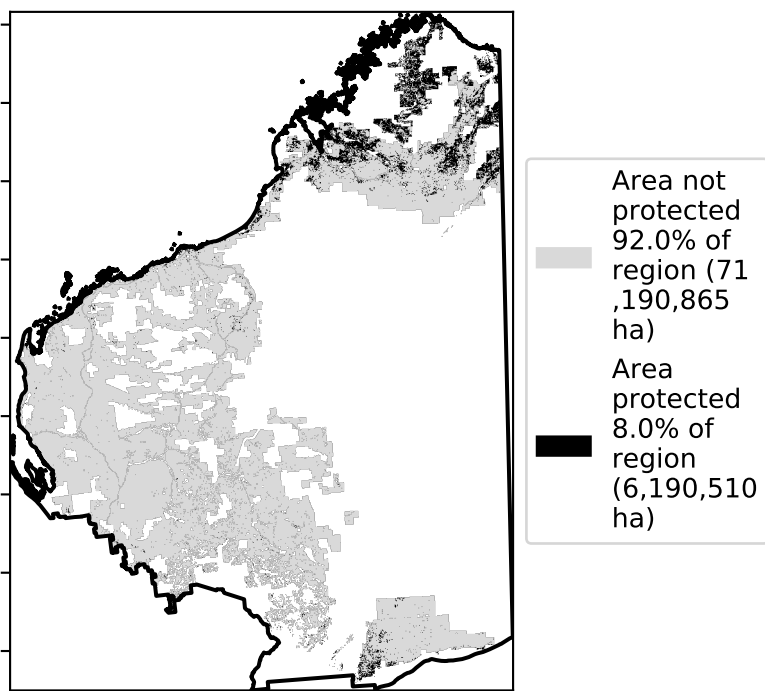 Area not
protected
92.0% of
region (71
,190,865
ha)
Area
protected
8.0% of
region
(6,190,510
ha)